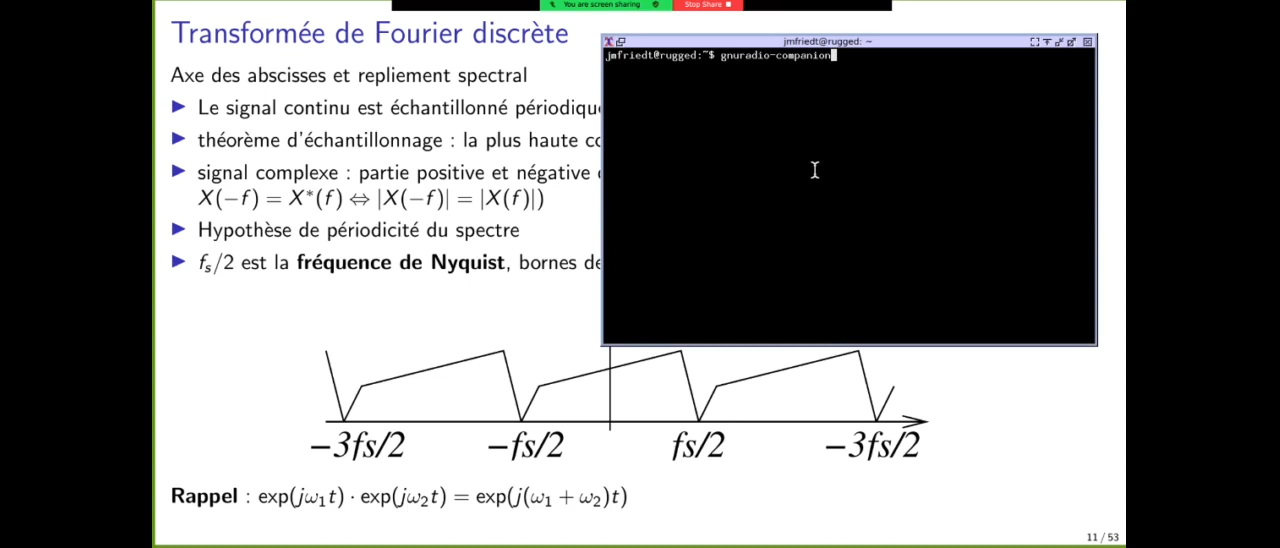 You are screen sharing
Stop Share
Transformée de Fourier discrète
jmfriedt@rugged: ~
jmfriedt@rugged:~$ gnuradio-companion
Axe des abscisses et repliement spectral
Le signal continu est échantillonné
théorème d'échantillonnage : la plus haute
signal complexe : partie positive et négative
X(−f) = X*(f) ⇔ |X(−f)| = |X(f)|)
Hypothèse de périodicité du spectre
fs/2 est la fréquence de Nyquist, bornes
−3fs/2 −fs/2 fs/2 −3fs/2
Rappel : exp(jω1t) · exp(jω2t) = exp(j(ω1 + ω2)t)
11 / 53